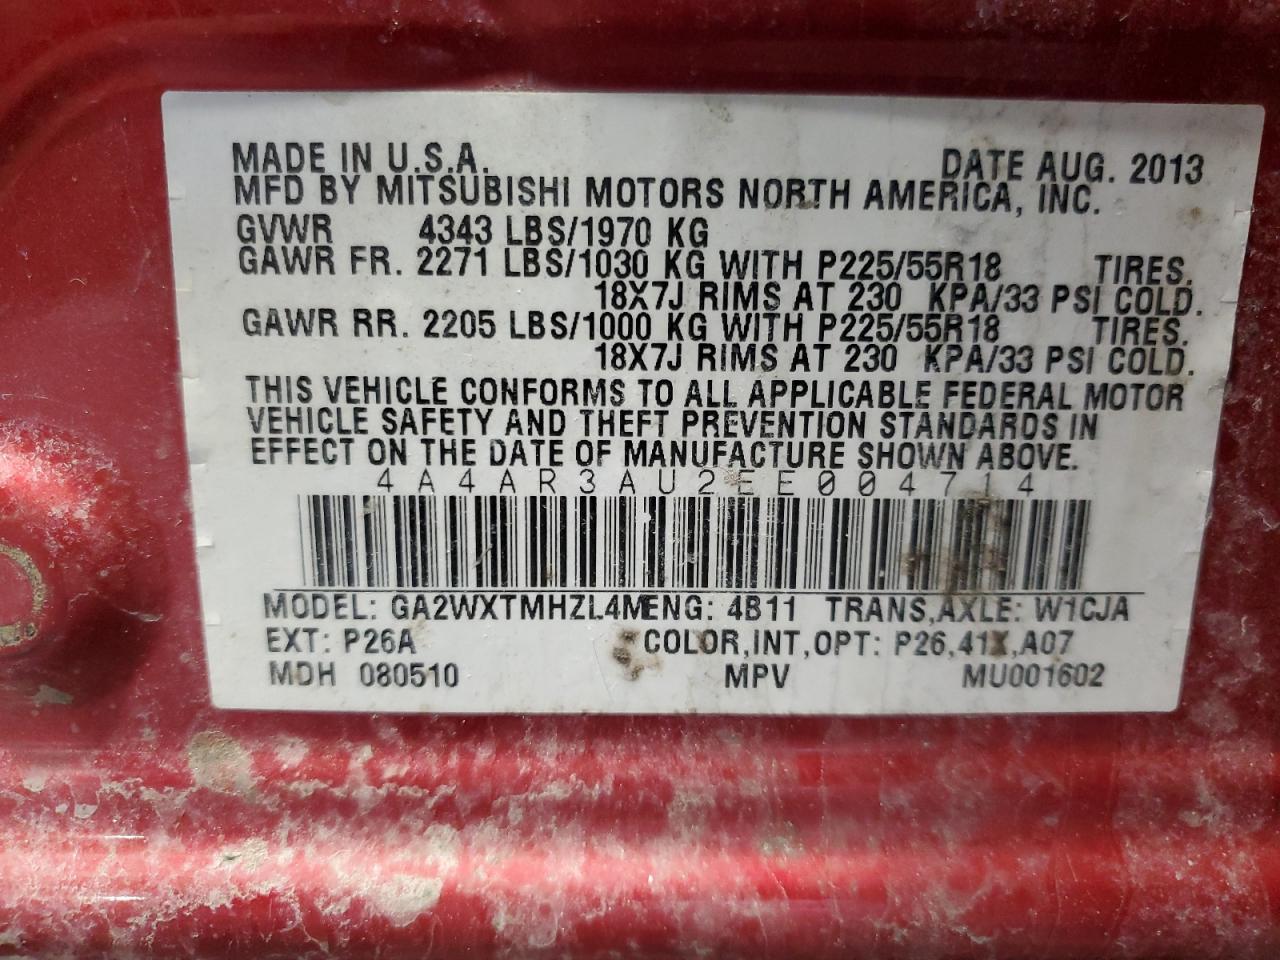 MADE IN U.S.A. DATE AUG. 2013
MFD BY MITSUBISHI MOTORS NORTH AMERICA, INC.
GVWR 4343 LBS/1970 KG
GAWR FR. 2271 LBS/1030 KG WITH P225/55R18 TIRES.
18X7J RIMS AT 230 KPA/33 PSI COLD.
GAWR RR. 2205 LBS/1000 KG WITH P225/55R18 TIRES.
18X7J RIMS AT 230 KPA/33 PSI COLD.
THIS VEHICLE CONFORMS TO ALL APPLICABLE FEDERAL MOTOR
VEHICLE SAFETY AND THEFT PREVENTION STANDARDS IN
EFFECT ON THE DATE OF MANUFACTURE SHOWN ABOVE.
4A4AR3AU2EE004714
MODEL: GA2WXTMHZL4MENG: 4B11 TRANS,AXLE: W1CJA
EXT: P26A COLOR,INT,OPT: P26,41X,A07
MDH 080510 MPV MU001602